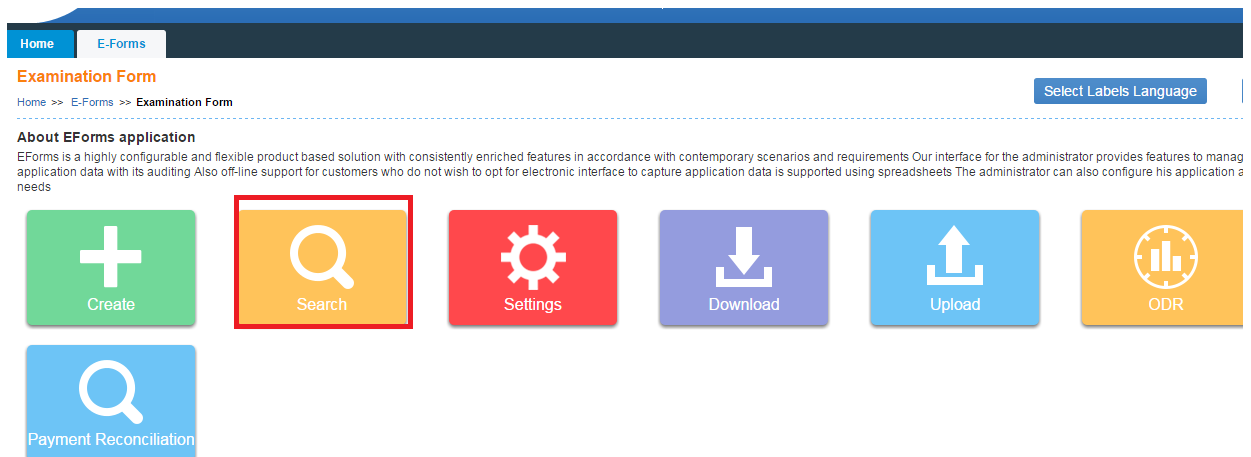 Home E-Forms
Examination Form
Home >> E-Forms >> Examination Form
Select Labels Language
About EForms application
EForms is a highly configurable and flexible product based solution with consistently enriched features in accordance with contemporary scenarios and requirements Our interface for the administrator provides features to manag
application data with its auditing Also off-line support for customers who do not wish to opt for electronic interface to capture application data is supported using spreadsheets The administrator can also configure his application a
needs
Create Search Settings Download Upload ODR
Payment Reconciliation